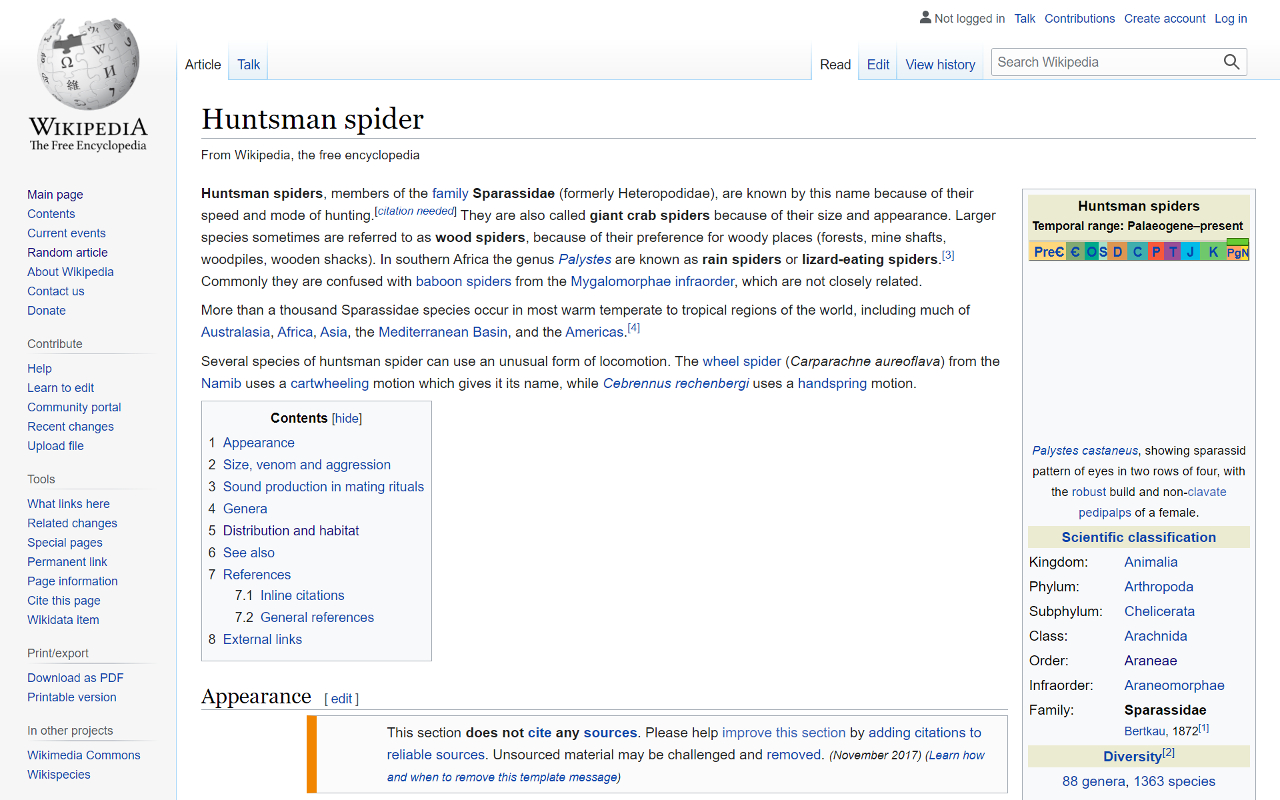 Not logged in Talk Contributions Create account Log in
Article Talk Read Edit View history Search Wikipedia
WIKIPEDIA
The Free Encyclopedia
Main page
Contents
Current events
Random article
About Wikipedia
Contact us
Donate
Contribute
Help
Learn to edit
Community portal
Recent changes
Upload file
Tools
What links here
Related changes
Special pages
Permanent link
Page information
Cite this page
Wikidata item
Print/export
Download as PDF
Printable version
In other projects
Wikimedia Commons
Wikispecies
Huntsman spider
From Wikipedia, the free encyclopedia
Huntsman spiders, members of the family Sparassidae (formerly Heteropodidae), are known by this name because of their
speed and mode of hunting.[citation needed] They are also called giant crab spiders because of their size and appearance. Larger
species sometimes are referred to as wood spiders, because of their preference for woody places (forests, mine shafts,
woodpiles, wooden shacks). In southern Africa the genus Palystes are known as rain spiders or lizard-eating spiders.[3]
Commonly they are confused with baboon spiders from the Mygalomorphae infraorder, which are not closely related.
More than a thousand Sparassidae species occur in most warm temperate to tropical regions of the world, including much of
Australasia, Africa, Asia, the Mediterranean Basin, and the Americas.[4]
Several species of huntsman spider can use an unusual form of locomotion. The wheel spider (Carparachne aureoflava) from the
Namib uses a cartwheeling motion which gives it its name, while Cebrennus rechenbergi uses a handspring motion.
Contents [hide]
1 Appearance
2 Size, venom and aggression
3 Sound production in mating rituals
4 Genera
5 Distribution and habitat
6 See also
7 References
7.1 Inline citations
7.2 General references
8 External links
Appearance [ edit ]
This section does not cite any sources. Please help improve this section by adding citations to
reliable sources. Unsourced material may be challenged and removed. (November 2017) (Learn how
and when to remove this template message)
Huntsman spiders
Temporal range: Palaeogene–present
PreЄ Є O S D C P T J K PgN
Palystes castaneus, showing sparassid
pattern of eyes in two rows of four, with
the robust build and non-clavate
pedipalps of a female.
Scientific classification
Kingdom: Animalia
Phylum: Arthropoda
Subphylum: Chelicerata
Class: Arachnida
Order: Araneae
Infraorder: Araneomorphae
Family: Sparassidae
Bertkau, 1872[1]
Diversity[2]
88 genera, 1363 species